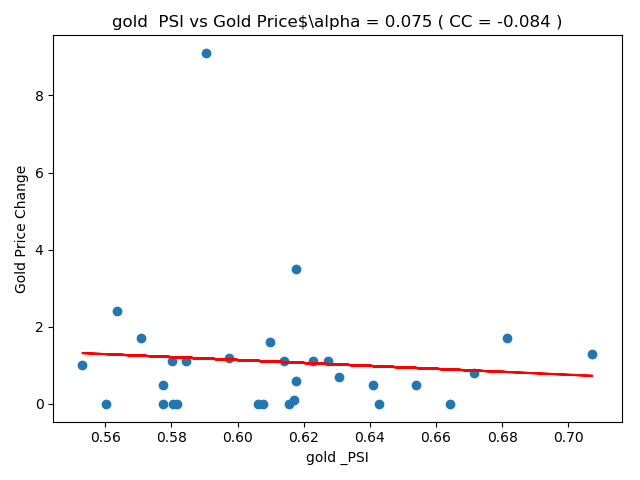 gold  PSI vs Gold Price$\alpha = 0.075 ( CC = -0.084 )
Gold Price Change
8
6
4
2
0
0.56 0.58 0.60 0.62 0.64 0.66 0.68 0.70
gold _PSI